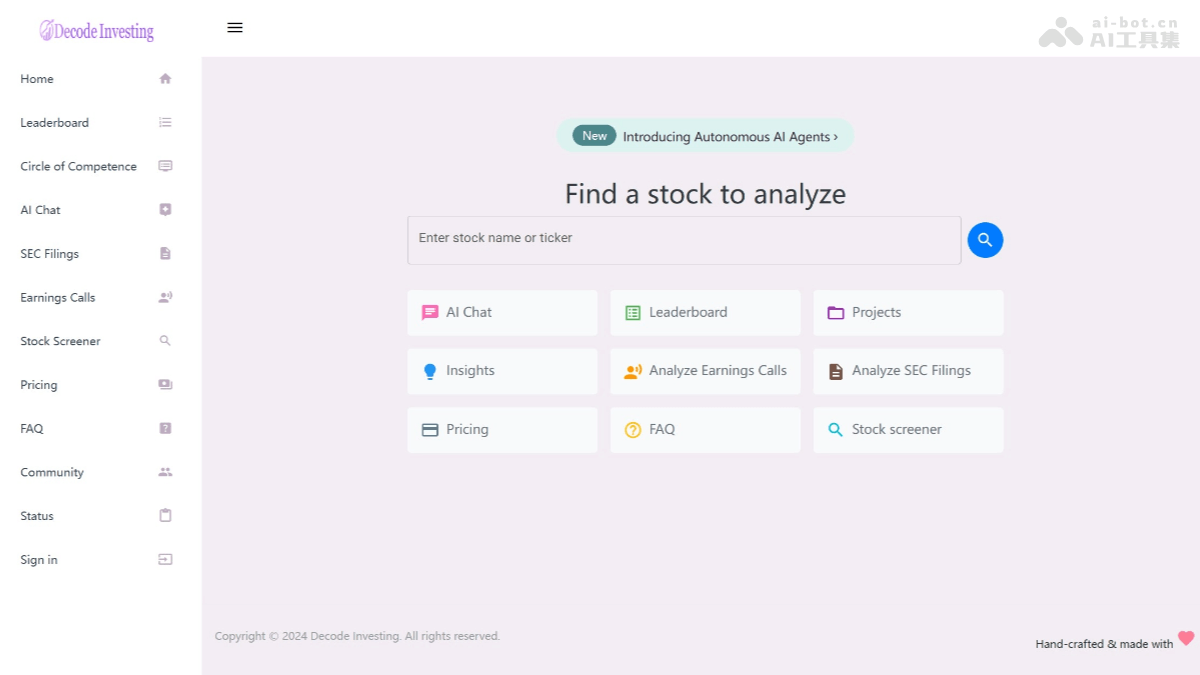 Decode Investing
ai-bot.cn
AI工具集
Home
Leaderboard
Circle of Competence
AI Chat
SEC Filings
Earnings Calls
Stock Screener
Pricing
FAQ
Community
Status
Sign in
New Introducing Autonomous AI Agents ›
Find a stock to analyze
Enter stock name or ticker
AI Chat
Leaderboard
Projects
Insights
Analyze Earnings Calls
Analyze SEC Filings
Pricing
FAQ
Stock screener
Copyright © 2024 Decode Investing. All rights reserved.
Hand-crafted & made with